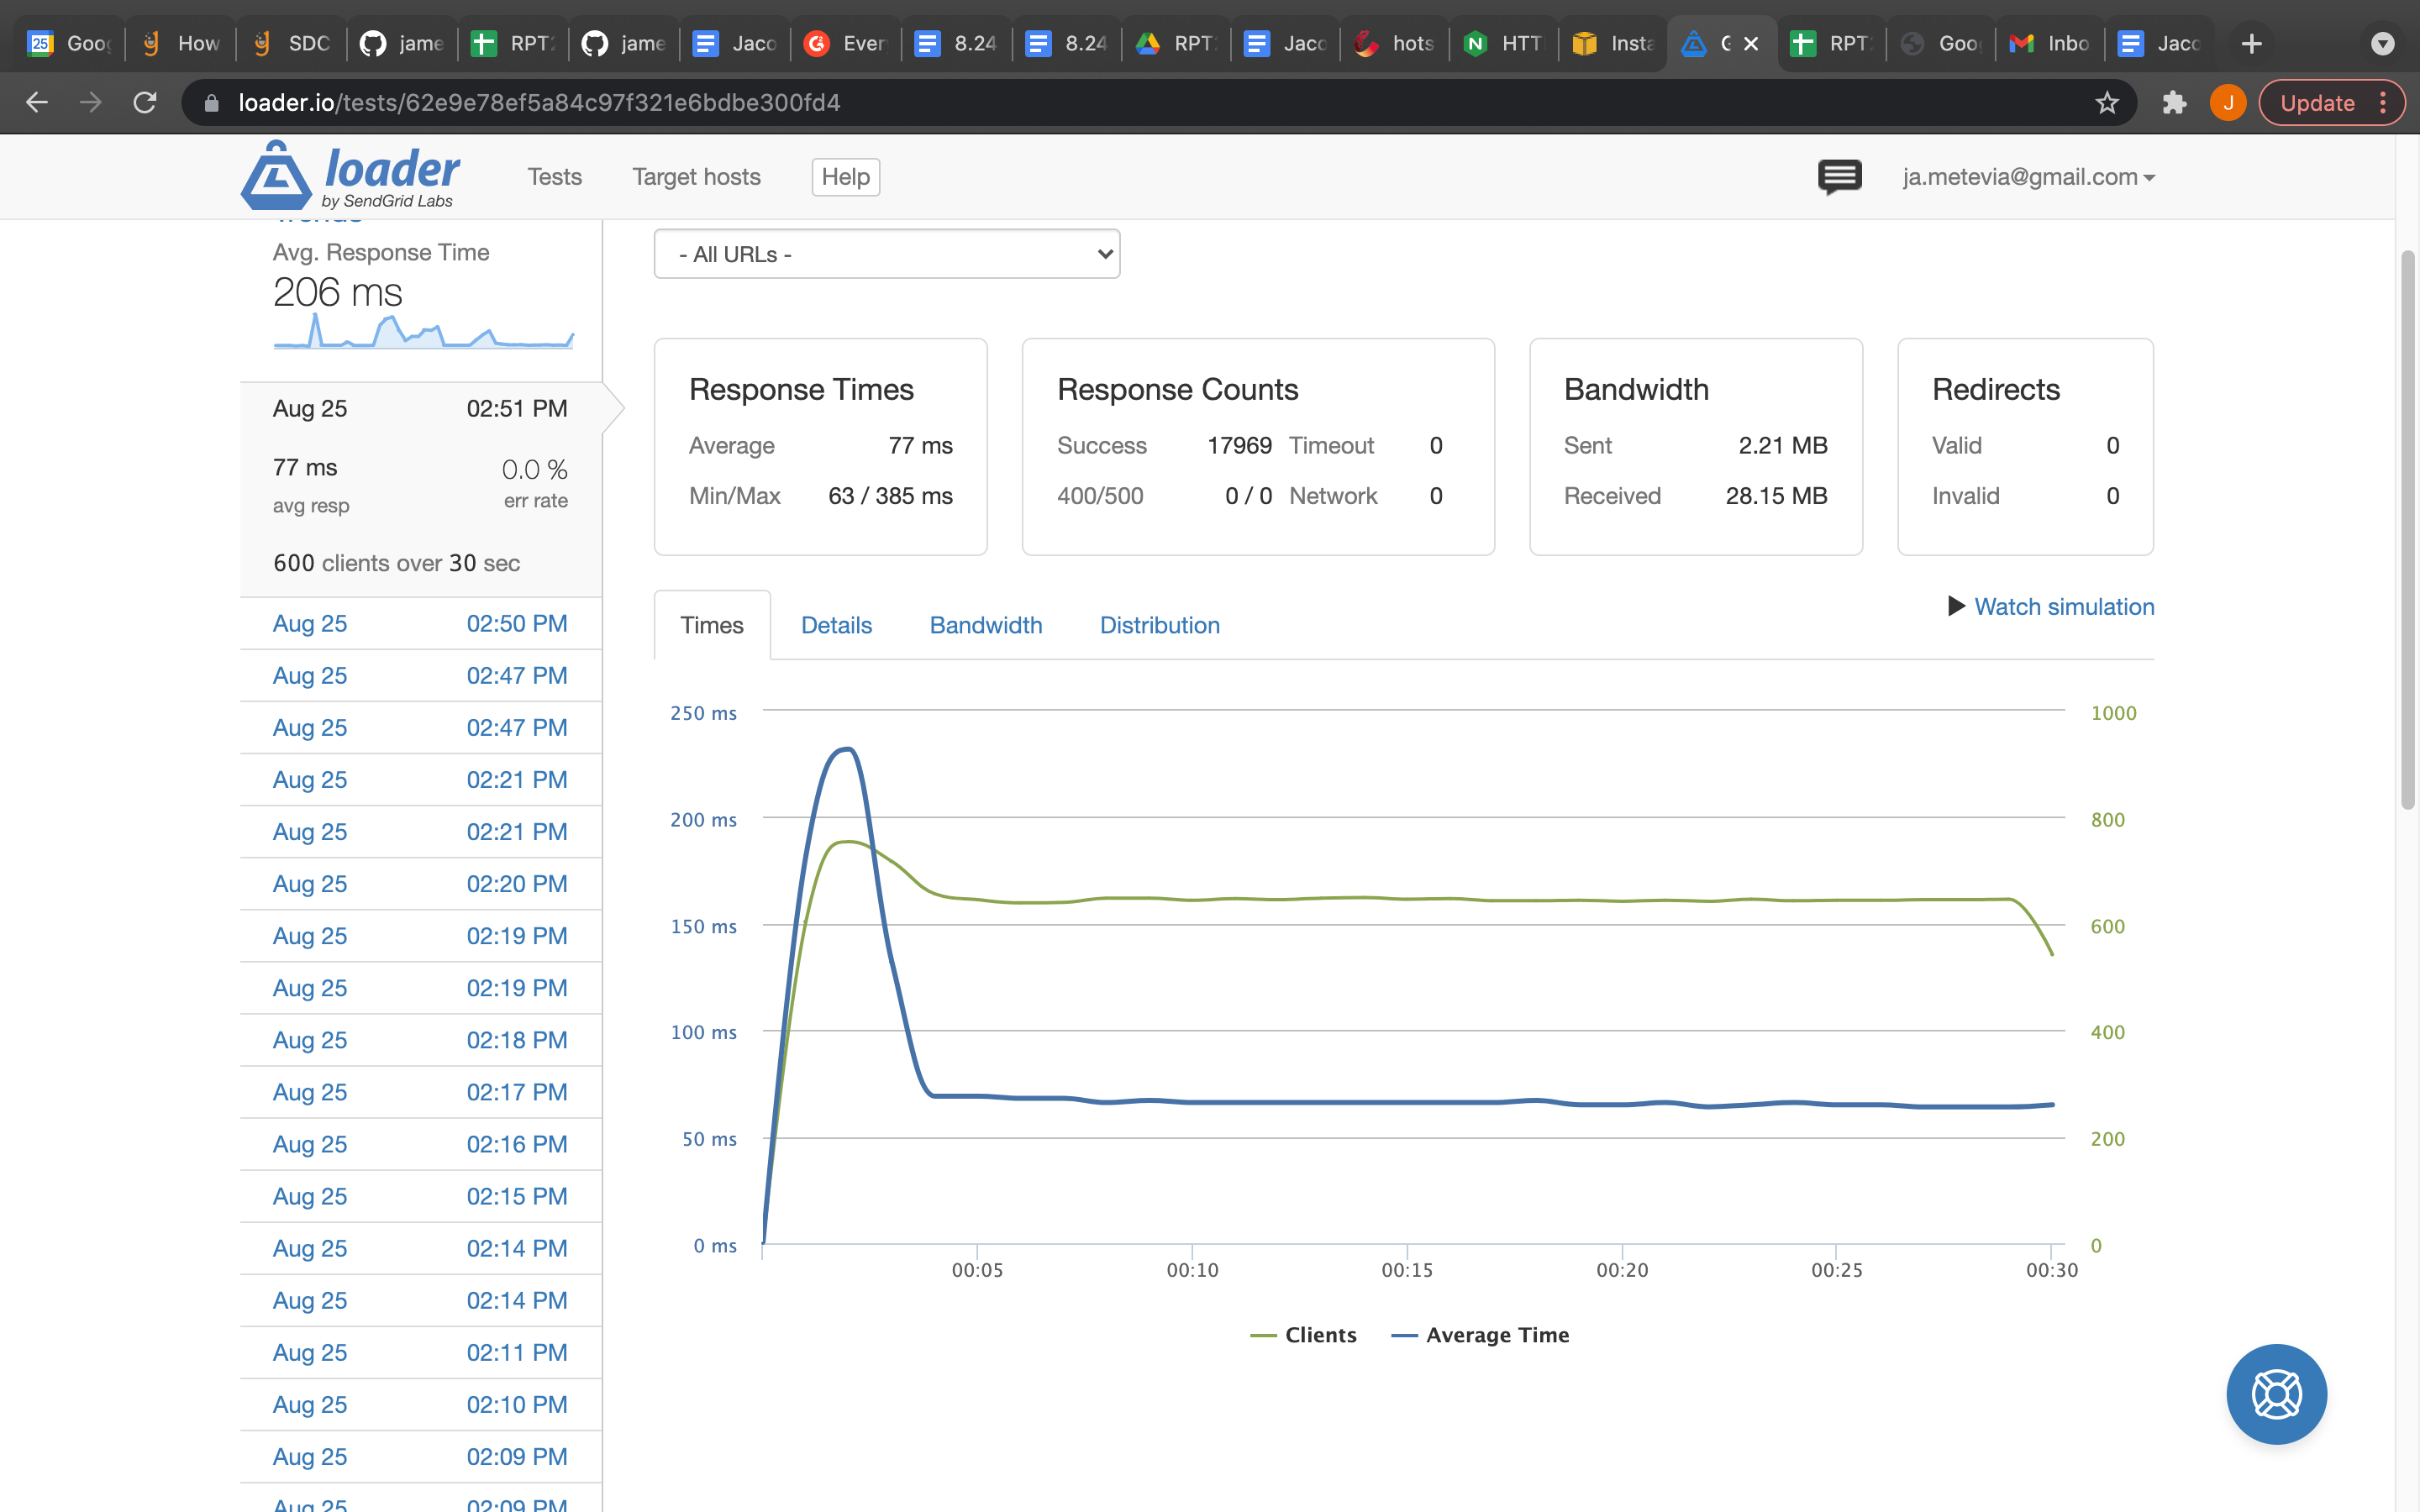 25 Goo How SDC jame RPT2 jame Jaco Ever 8.24 8.24 RPT2 Jaco hots N HTT Insta RPT2 Goo Inbo Jaco
loader.io/tests/62e9e78ef5a84c97f321e6bdbe300fd4 J Update
loader
by SendGrid Labs
Tests Target hosts Help ja.metevia@gmail.com
Trends
Avg. Response Time
206 ms
Aug 25 02:51 PM
77 ms 0.0 %
avg resp err rate
600 clients over 30 sec
Aug 25 02:50 PM
Aug 25 02:47 PM
Aug 25 02:47 PM
Aug 25 02:21 PM
Aug 25 02:21 PM
Aug 25 02:20 PM
Aug 25 02:19 PM
Aug 25 02:19 PM
Aug 25 02:18 PM
Aug 25 02:17 PM
Aug 25 02:16 PM
Aug 25 02:15 PM
Aug 25 02:14 PM
Aug 25 02:14 PM
Aug 25 02:11 PM
Aug 25 02:10 PM
Aug 25 02:09 PM
Aug 25 02:09 PM
- All URLs -
Response Times
Average 77 ms
Min/Max 63 / 385 ms
Response Counts
Success 17969 Timeout 0
400/500 0 / 0 Network 0
Bandwidth
Sent 2.21 MB
Received 28.15 MB
Redirects
Valid 0
Invalid 0
Times Details Bandwidth Distribution Watch simulation
250 ms 1000
200 ms 800
150 ms 600
100 ms 400
50 ms 200
0 ms 0
00:05 00:10 00:15 00:20 00:25 00:30
Clients Average Time